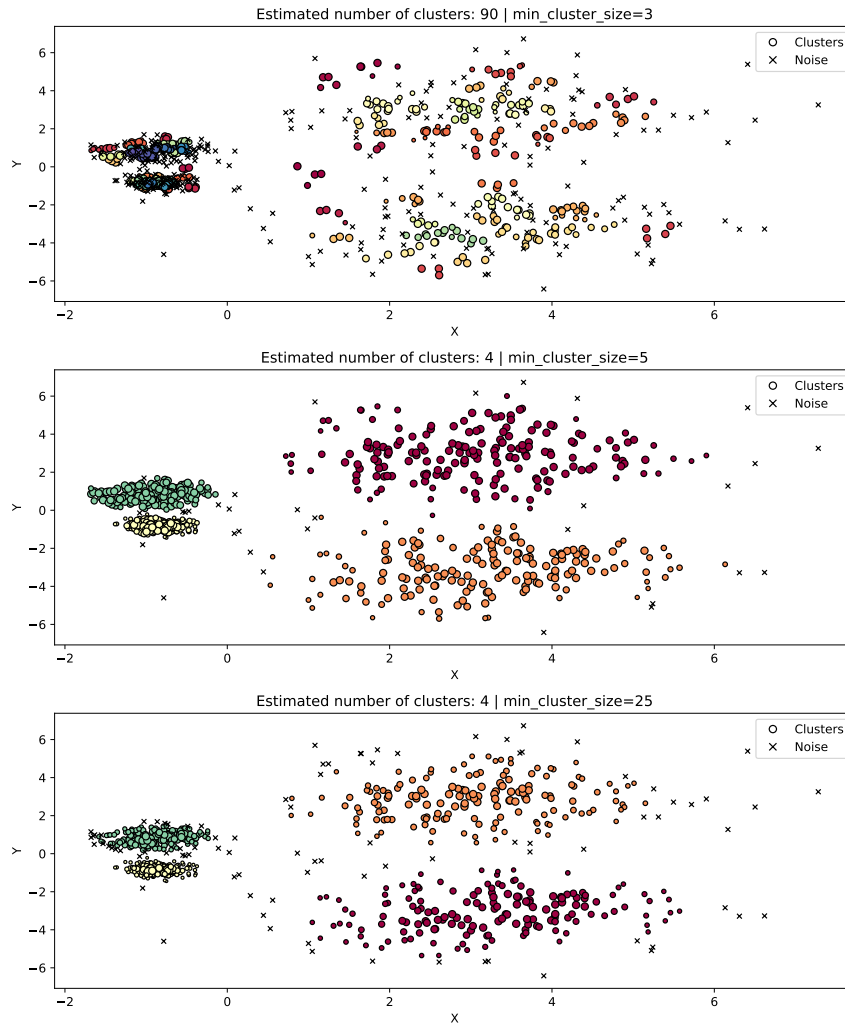 Estimated number of clusters: 90 | min_cluster_size=3
6
4
2
0
−2
−4
−6
Y
Clusters
Noise
−2
0
2
4
6
X
Estimated number of clusters: 4 | min_cluster_size=5
6
4
2
0
−2
−4
−6
Y
Clusters
Noise
−2
0
2
4
6
X
Estimated number of clusters: 4 | min_cluster_size=25
6
4
2
0
−2
−4
−6
Y
Clusters
Noise
−2
0
2
4
6
X